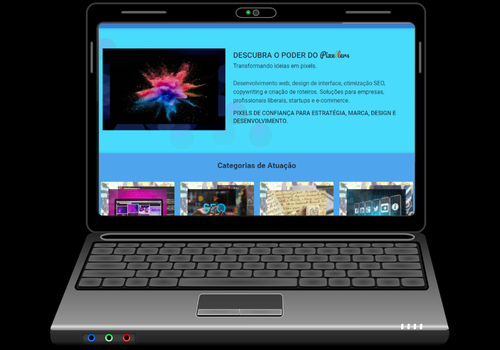 DESCUBRA O PODER DO Pixellers
Transformando ideias em pixels.
Desenvolvimento web, design de interface, otimização SEO,
copywriting e criação de roteiros. Soluções para empresas,
profissionais liberais, startups e e-commerce.
PIXELS DE CONFIANÇA PARA ESTRATÉGIA, MARCA, DESIGN E
DESENVOLVIMENTO.
Categorias de Atuação
SEO